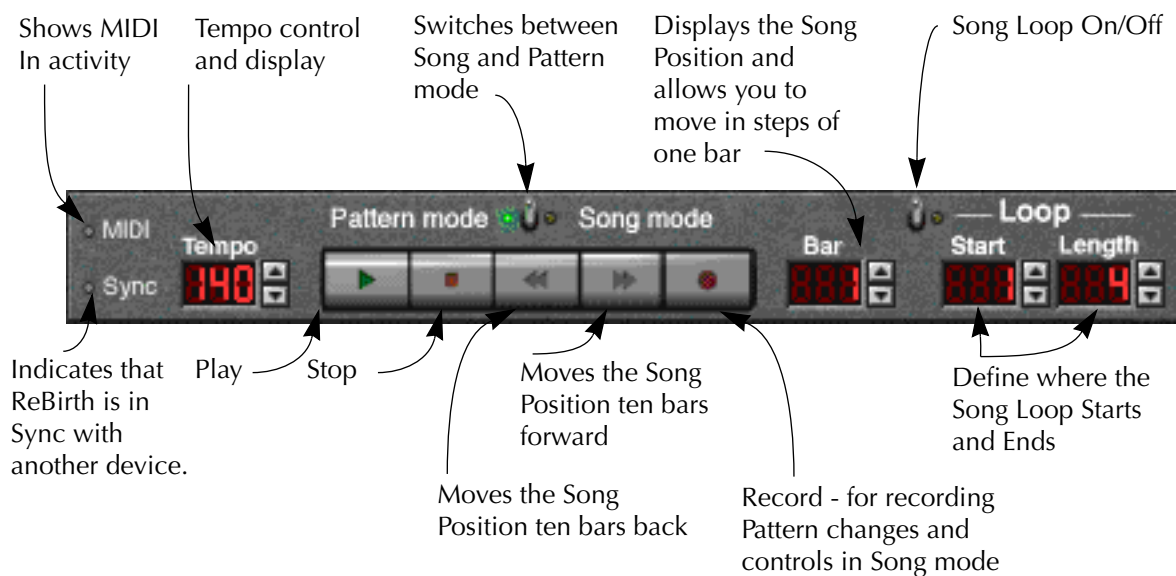 Shows MIDI
In activity
Tempo control
and display
Switches between
Song and Pattern
mode
Displays the Song
Position and
allows you to
move in steps of
one bar
Song Loop On/Off
MIDI
Sync
Tempo
140
Pattern mode
Song mode
Bar
1
Loop
Start
1
Length
4
Indicates that
ReBirth is in
Sync with
another device.
Play
Stop
Moves the Song
Position ten bars
back
Moves the Song
Position ten bars
forward
Record - for recording
Pattern changes and
controls in Song mode
Define where the
Song Loop Starts
and Ends